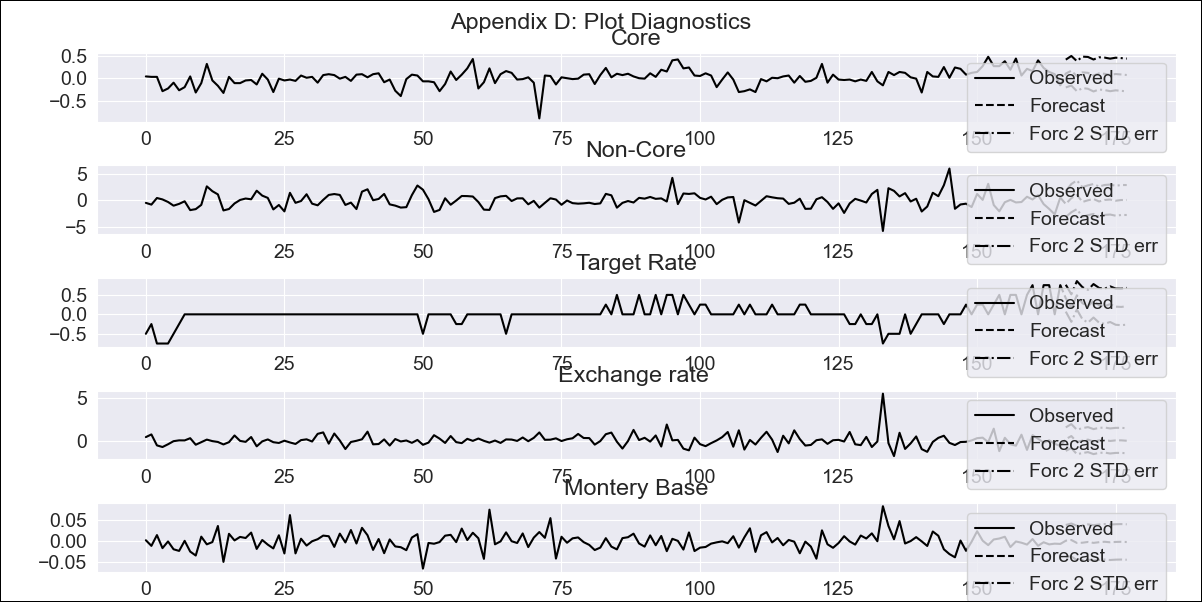 Appendix D: Plot Diagnostics
Core
0.5
0.0
−0.5
Observed
Forecast
Forc 2 STD err
0 25 50 75 100 125 150 175
Non-Core
5
0
−5
Observed
Forecast
Forc 2 STD err
0 25 50 75 100 125 150 175
Target Rate
0.5
0.0
−0.5
Observed
Forecast
Forc 2 STD err
0 25 50 75 100 125 150 175
Exchange rate
5
0
Observed
Forecast
Forc 2 STD err
0 25 50 75 100 125 150 175
Montery Base
0.05
0.00
−0.05
Observed
Forecast
Forc 2 STD err
0 25 50 75 100 125 150 175